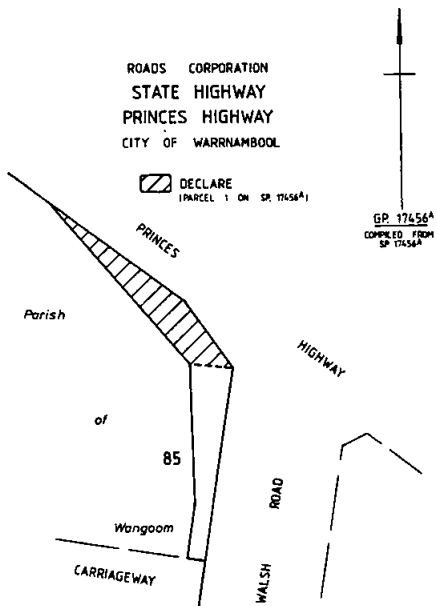 ROADS CORPORATION
STATE HIGHWAY
PRINCES HIGHWAY
CITY OF WARRNAMBOOL
DECLARE
(PARCEL 1 ON SP. 17456A)
GP. 17456A
COMPILED FROM
SP 17456A
PRINCES
HIGHWAY
Parish
of
85
Wangoom
CARRIAGEWAY
WALSH ROAD